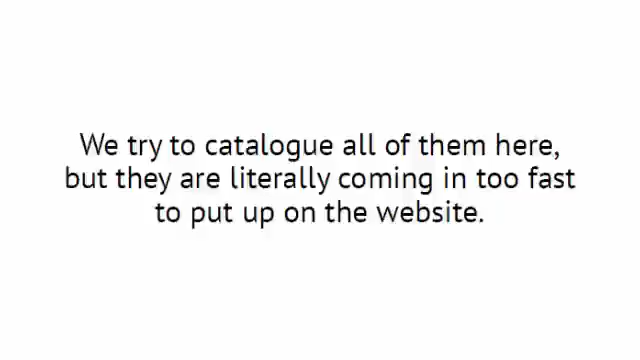 We try to catalogue all of them here,
but they are literally coming in too fast
to put up on the website.